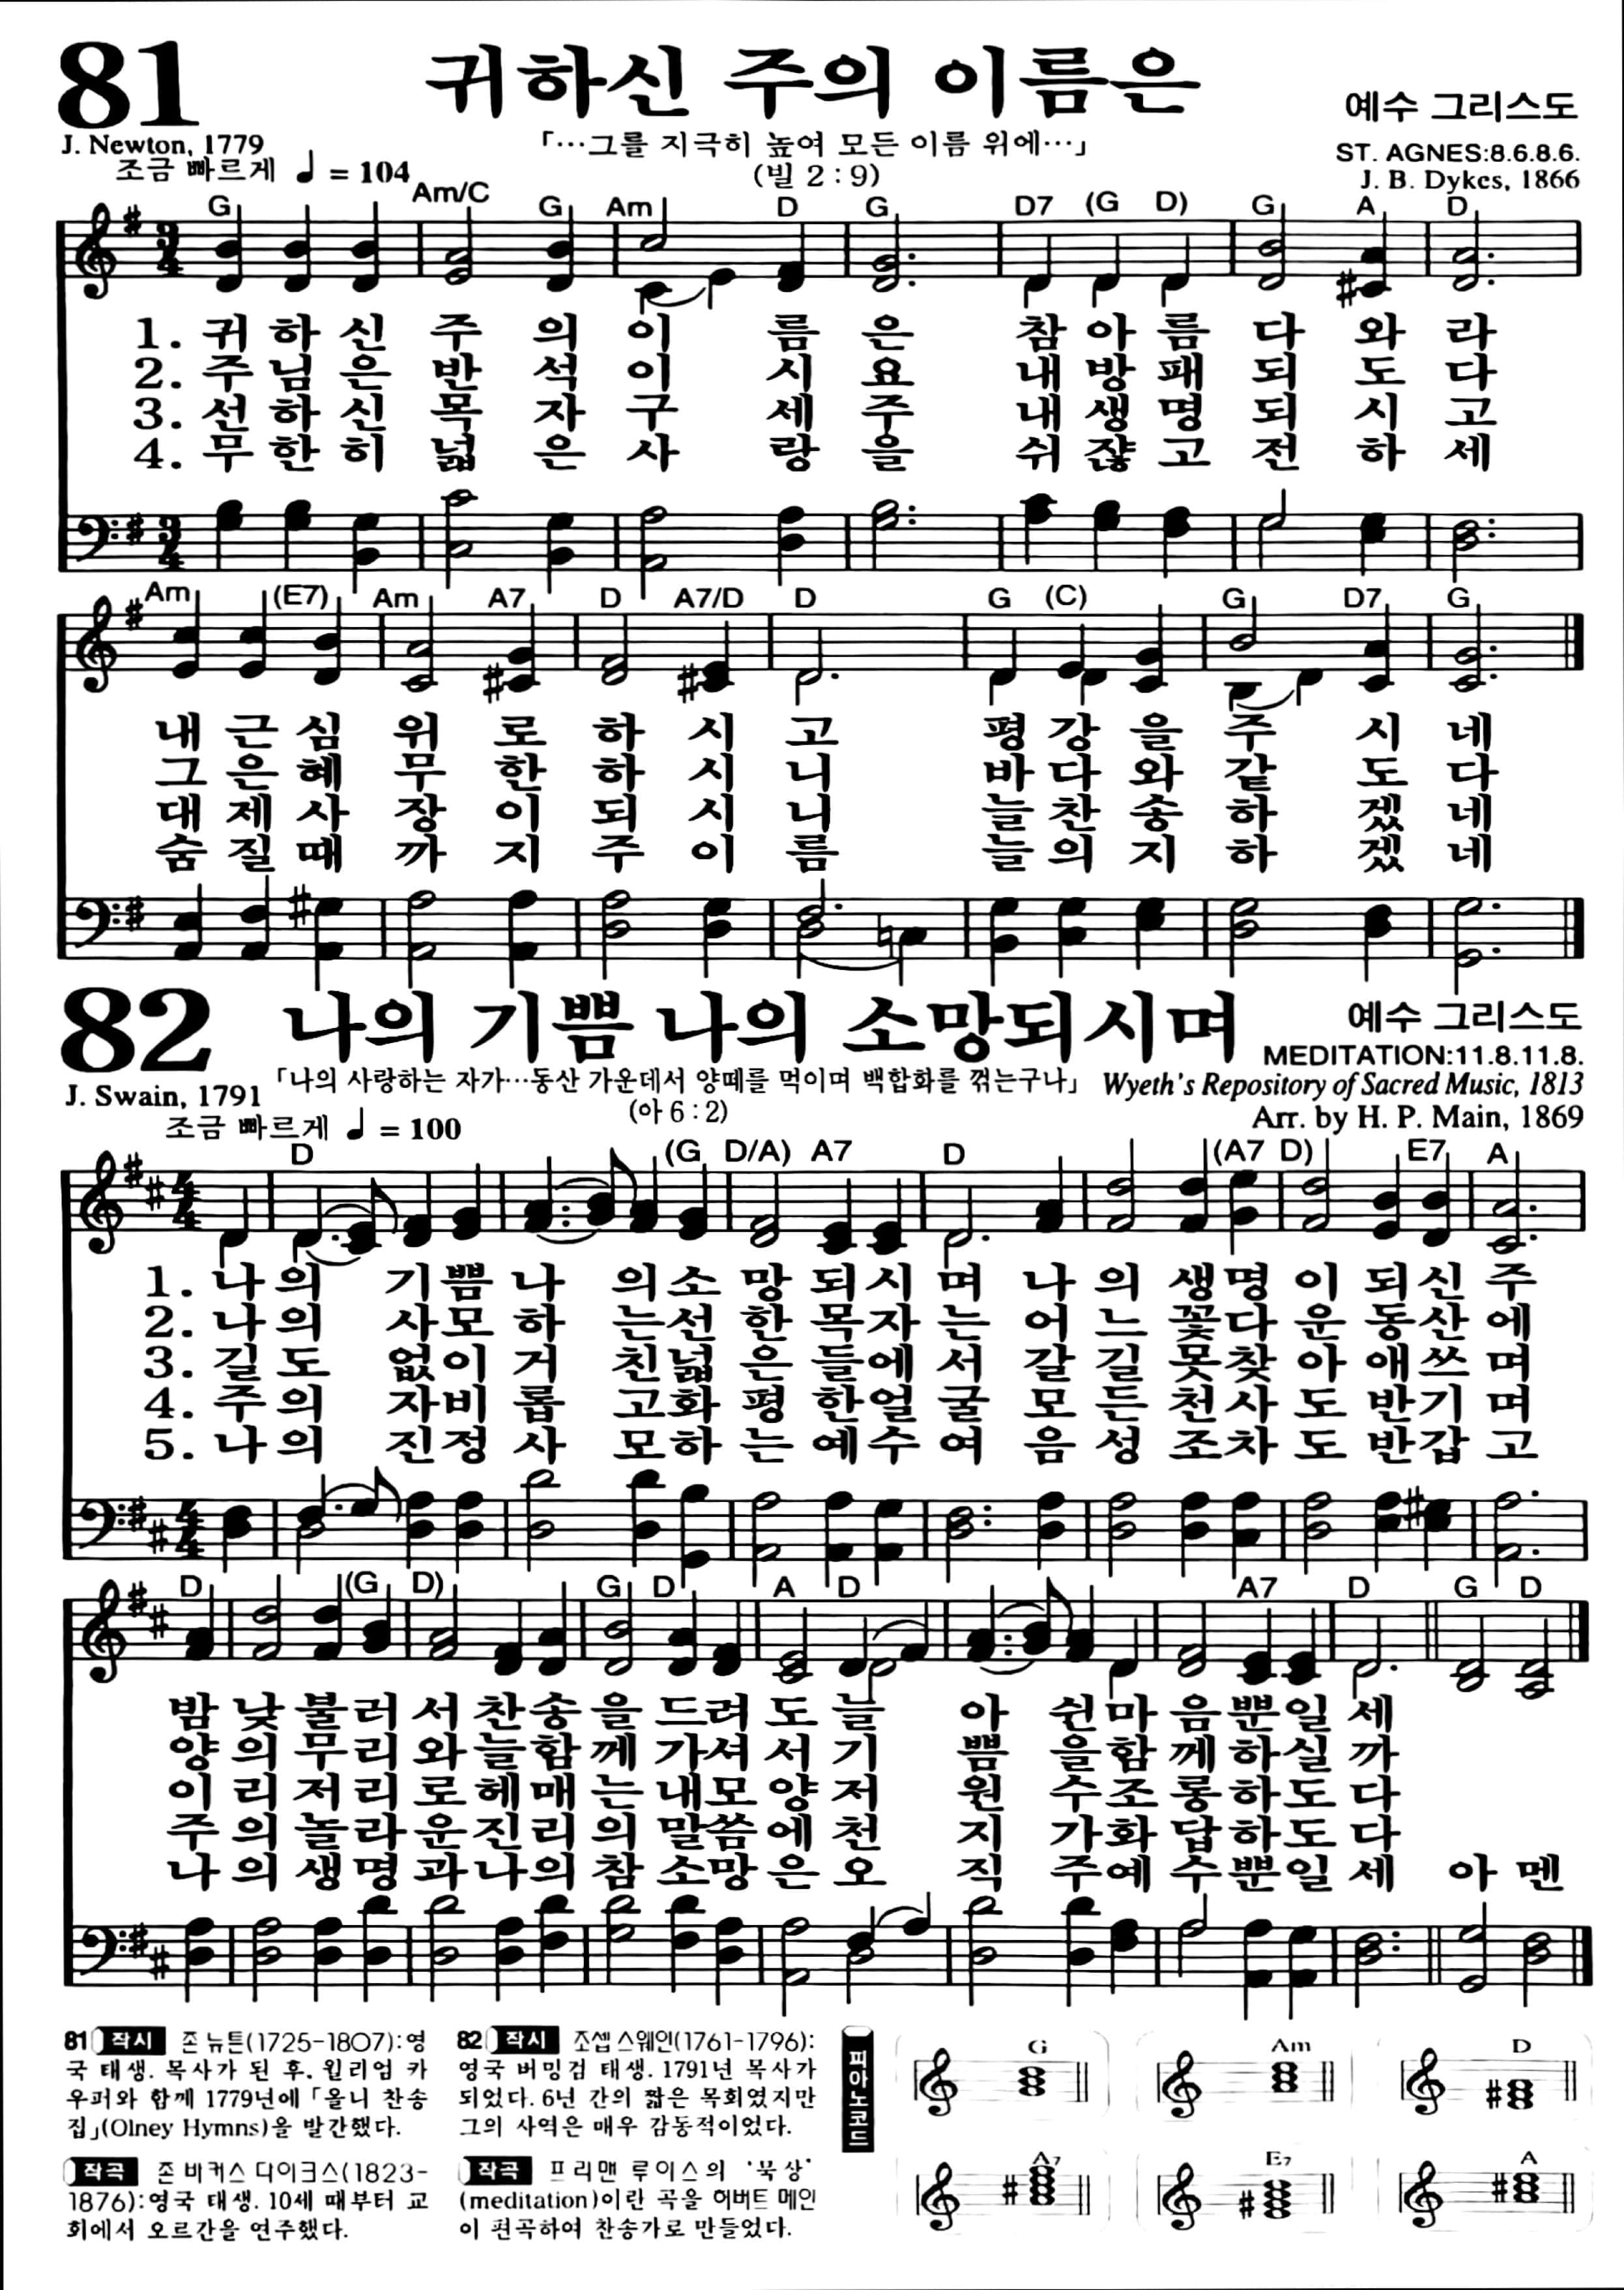 81
귀하신 주의 이름은
예수 그리스도
J. Newton, 1779
「…그를 지극히 높여 모든 이름 위에…」
ST. AGNES:8.6.8.6.
조금 빠르게 ♩ = 104
(빌 2 : 9)
J. B. Dykes, 1866
G Am/C G Am D G D7 (G D) G A D
1. 귀하신 주의 이름은 참아름다와라
2. 주님은 반석이시요 내방패되도다
3. 선하신 목자구세주 내생명되시고
4. 무한히 넓은사랑을 쉬쟎고전하세
Am (E7) Am A7 D A7/D D G (C) G D7 G
내근심 위로하시고 평강을주시네
그은혜 무한하시니 바다와같도다
대제사장이되시니 늘찬송하겠네
숨질때까지주이름 늘의지하겠네
82
나의 기쁨 나의 소망되시며
예수 그리스도
MEDITATION:11.8.11.8.
J. Swain, 1791
「나의 사랑하는 자가…동산 가운데서 양떼를 먹이며 백합화를 꺾는구나」
Wyeth's Repository of Sacred Music, 1813
조금 빠르게 ♩ = 100
(아 6 : 2)
Arr. by H. P. Main, 1869
D (G D/A) A7 D (A7 D) E7 A
1. 나의 기쁨나 의소망되시며 나의생명이되신주
2. 나의 사모하 는선한목자는 어느꽃다운동산에
3. 길도 없이거 친넓은들에서 갈길못찾아애쓰며
4. 주의 자비롭 고화평한얼굴 모든천사도반기며
5. 나의 진정사 모하는예수여 음성조차도반갑고
D (G D) G D A D A7 D G D
밤낮불러서찬송을드려도늘 아 쉰마음뿐일세
양의무리와늘함께가셔서기 쁨 을함께하실까
이리저리로헤매는내모양저 원 수조롱하도다
주의놀라운진리의말씀에천 지 가화답하도다
나의생명과나의참소망은오 직 주예수뿐일세 아멘
81 작시 존 뉴튼(1725-1807):영
국 태생. 목사가 된 후. 윌리엄 카
우퍼와 함께 1779년에 「올니 찬송
집」(Olney Hymns)을 발간했다.
작곡 존 바커스 다이크스(1823-
1876):영국 태생. 10세 때부터 교
회에서 오르간을 연주했다.
82 작시 조셉 스웨인(1761-1796):
영국 버밍검 태생. 1791년 목사가
되었다. 6년 간의 짧은 목회였지만
그의 사역은 매우 감동적이었다.
작곡 프리맨 루이스의 '묵상'
(meditation)이란 곡을 허버트 메인
이 편곡하여 찬송가로 만들었다.
피아노코드
G Am D
A7 E7 A